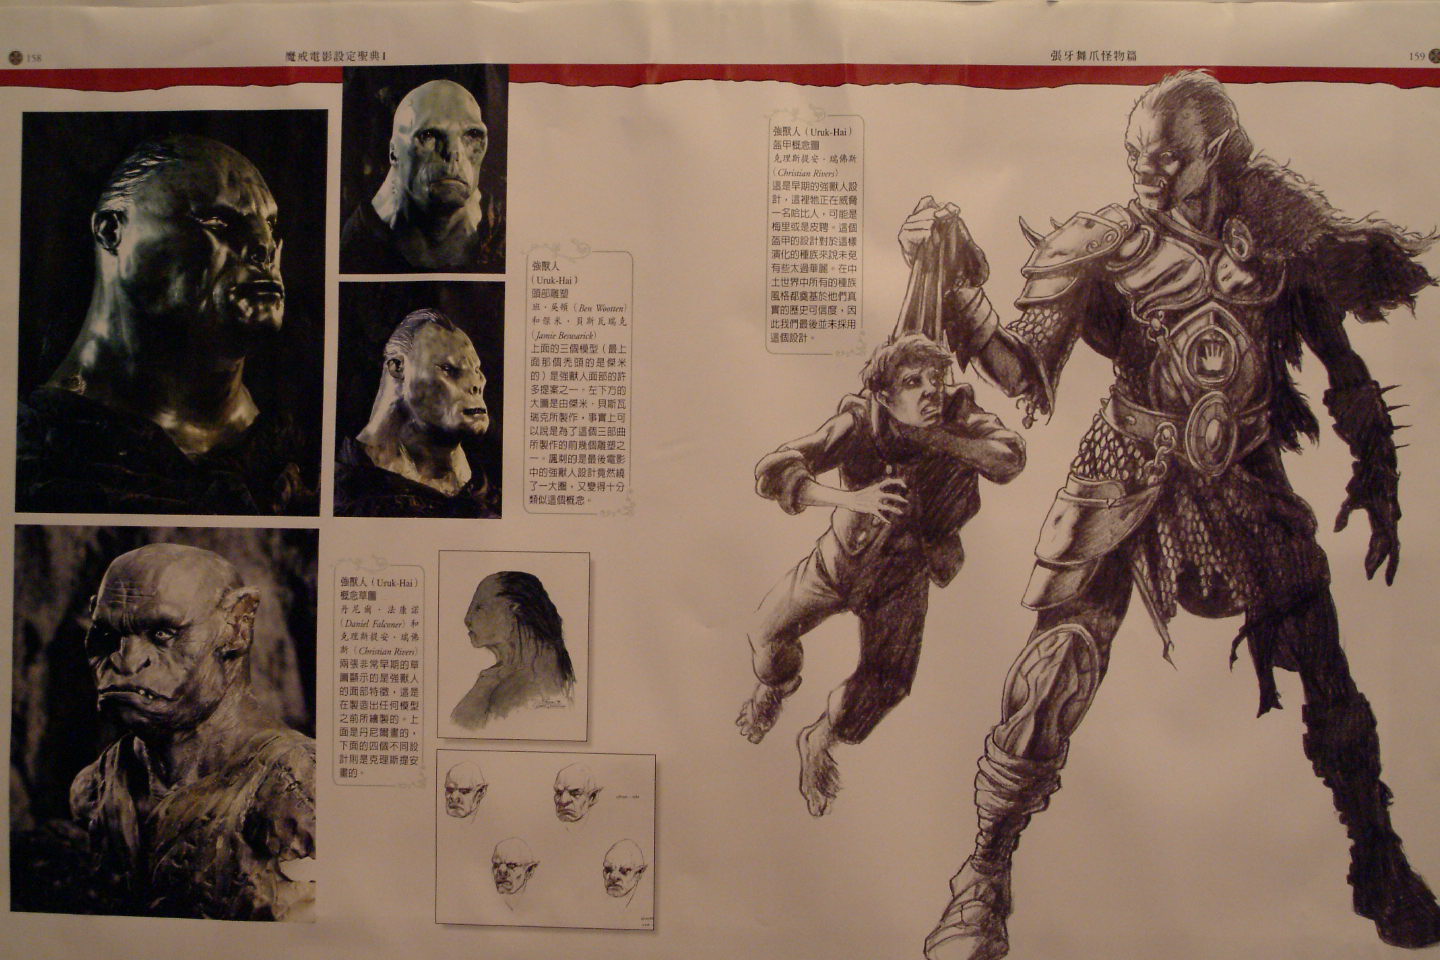 158
魔戒電影設定聖典 I
強獸人
( Uruk-Hai )
頭部雕塑
班．吳頓 ( Ben Wootten )
和傑米．貝斯瓦瑞克
( Jamie Beswarick )
上面的三個模型（最上
面那個禿頭的是傑米
的）是強獸人面部的許
多提案之一。左下方的
大圖是由傑米．貝斯瓦
瑞克所製作，事實上可
以說是為了這個三部曲
所製作的前幾個雕塑之
一。諷刺的是最後電影
中的強獸人設計竟然繞
了一大圈，又變得十分
類似這個概念。
強獸人 ( Uruk-Hai )
概念草圖
丹尼爾．法康諾
( Daniel Falconer ) 和
克理斯提安．瑞佛
斯 ( Christian Rivers )
兩張非常早期的草
圖顯示的是強獸人
的面部特徵，這是
在製造出任何模型
之前所繪製的。上
面是丹尼爾畫的，
下面的四個不同設
計則是克理斯提安
畫的。
張牙舞爪怪物篇
159
強獸人 ( Uruk-Hai )
盔甲概念圖
克理斯提安．瑞佛斯
( Christian Rivers )
這是早期的強獸人設
計，這裡牠正在威脅
一名哈比人，可能是
梅里或是皮聘。這個
盔甲的設計對於這樣
演化的種族來說未免
有些太過華麗。在中
土世界中所有的種族
風格都奠基於他們真
實的歷史可信度，因
此我們最後並未採用
這個設計。